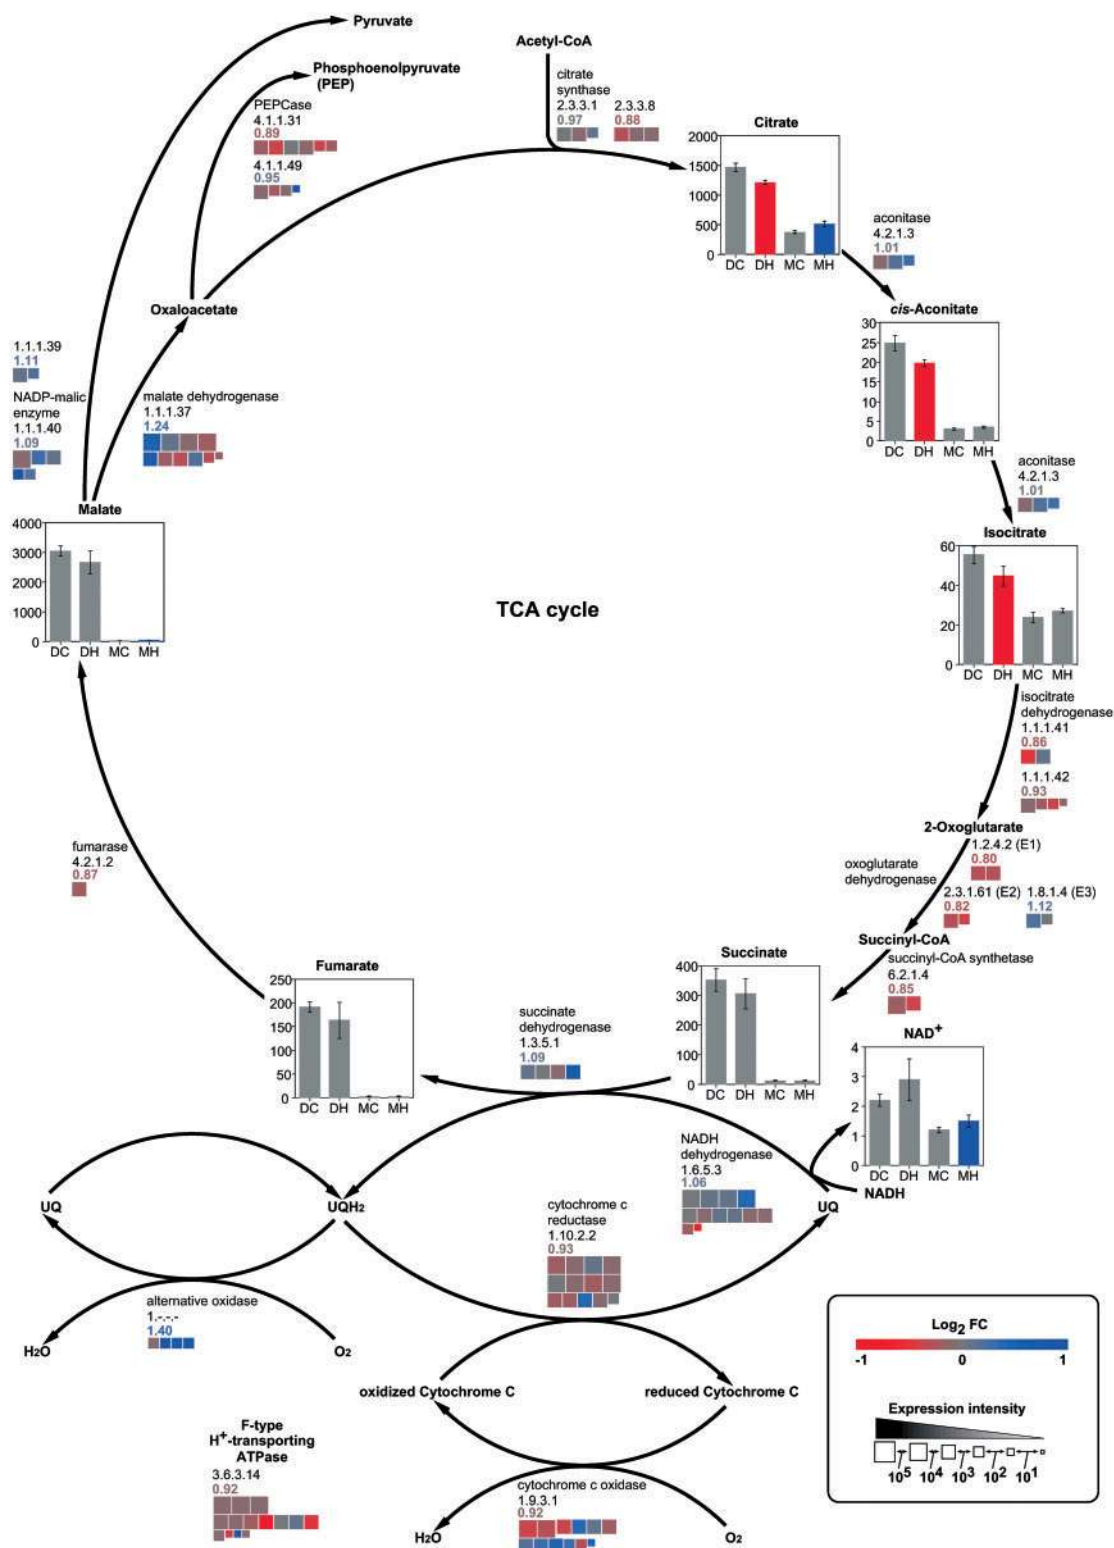 Pyruvate
Acetyl-CoA
Phosphoenolpyruvate
(PEP)
citrate
synthase
2.3.3.1 2.3.3.8
0.97 0.88
PEPCase
4.1.1.31
0.89
4.1.1.49
0.95
Citrate
2000
1500
1000
500
0
DC DH MC MH
aconitase
4.2.1.3
1.01
cis-Aconitate
30
25
20
15
10
5
0
DC DH MC MH
Oxaloacetate
1.1.1.39
1.11
NADP-malic
enzyme
1.1.1.40
1.09
malate dehydrogenase
1.1.1.37
1.24
aconitase
4.2.1.3
1.01
Malate
4000
3000
2000
1000
0
DC DH MC MH
Isocitrate
60
40
20
0
DC DH MC MH
TCA cycle
isocitrate
dehydrogenase
1.1.1.41
0.86
1.1.1.42
0.93
2-Oxoglutarate
oxoglutarate
dehydrogenase
1.2.4.2 (E1)
0.80
2.3.1.61 (E2) 1.8.1.4 (E3)
0.82 1.12
fumarase
4.2.1.2
0.87
Succinyl-CoA
succinyl-CoA synthetase
6.2.1.4
0.85
Fumarate
250
200
150
100
50
0
DC DH MC MH
succinate
dehydrogenase
1.3.5.1
1.09
Succinate
400
300
200
100
0
DC DH MC MH
NAD+
4
3
2
1
0
DC DH MC MH
NADH
NADH
dehydrogenase
1.6.5.3
1.06
UQ UQH2 UQ
cytochrome c
reductase
1.10.2.2
0.93
alternative oxidase
1.-.-.-
1.40
H2O O2
oxidized Cytochrome C reduced Cytochrome C
F-type
H+-transporting
ATPase
3.6.3.14
0.92
cytochrome c oxidase
1.9.3.1
0.92
H2O O2
Log2 FC
-1 0 1
Expression intensity
10^5 10^4 10^3 10^2 10^1